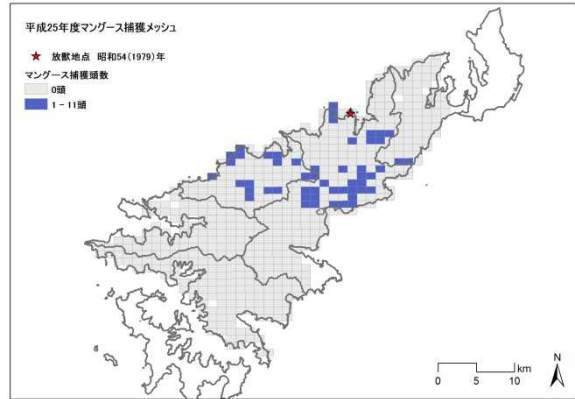 平成25年度マングース捕獲メッシュ
放獣地点 昭和54(1979)年
マングース捕獲頭数
0頭
1 - 11頭
N
km
0 5 10